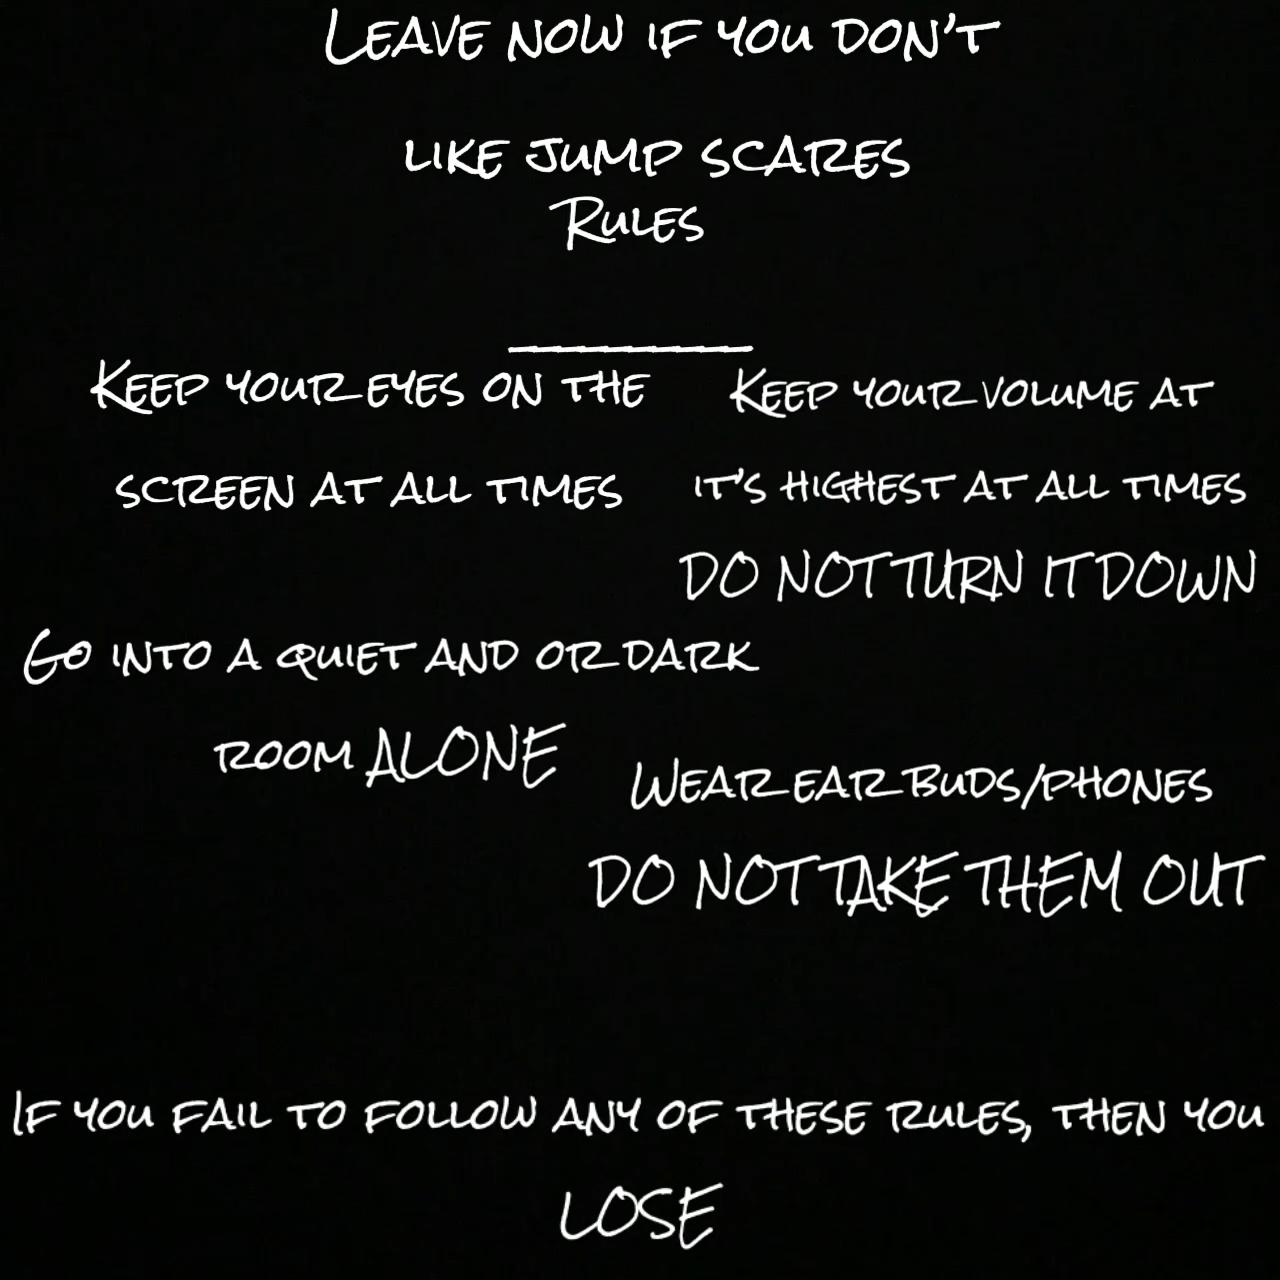 Leave now if you don't
like jump scares
Rules
Keep your eyes on the
screen at all times
Keep your volume at
it's highest at all times
DO NOT TURN IT DOWN
Go into a quiet and or dark
room ALONE
Wear ear buds/phones
DO NOT TAKE THEM OUT
If you fail to follow any of these rules, then you
LOSE